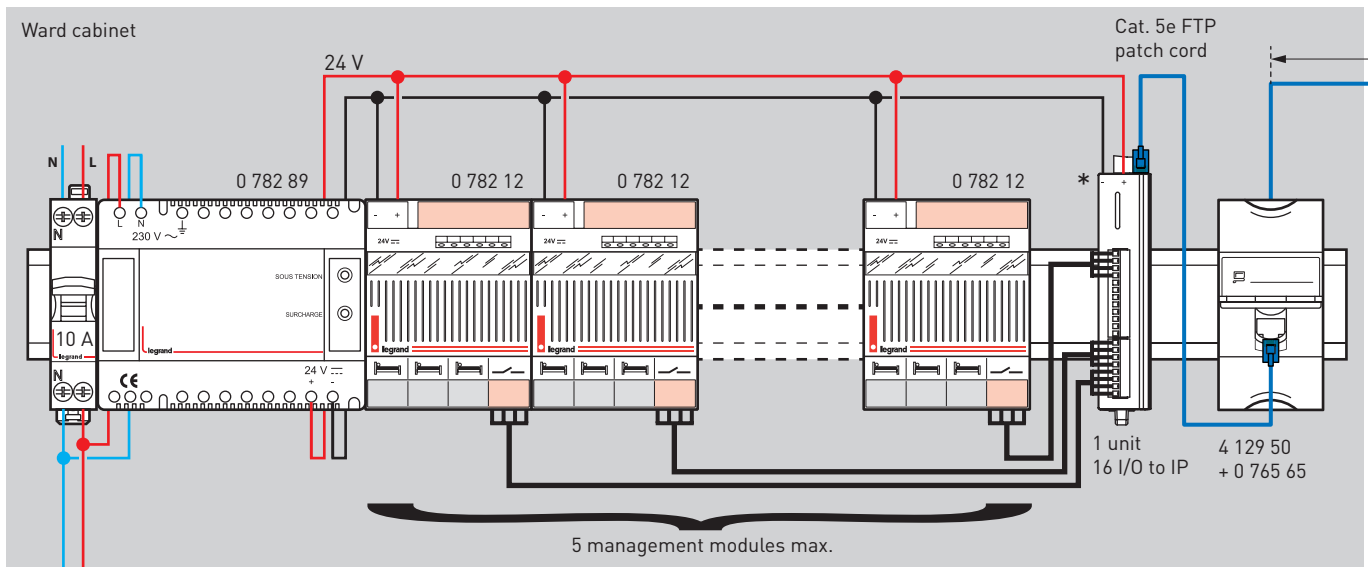 Ward cabinet
Cat. 5e FTP
patch cord
24 V
N L
0 782 89
0 782 12
0 782 12
0 782 12
*
- +
N
L N
230 V ~
- +
24V
- +
24V
- +
24V
SOUS TENSION
SURCHARGE
10 A
legrand
legrand
legrand
legrand
legrand
N
CE
24 V
+ -
1 unit
16 I/O to IP
4 129 50
+ 0 765 65
5 management modules max.